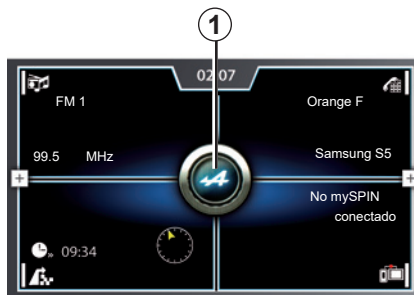 1
02:07
FM 1
Orange F
99.5 MHz
Samsung S5
No mySPIN
conectado
09:34